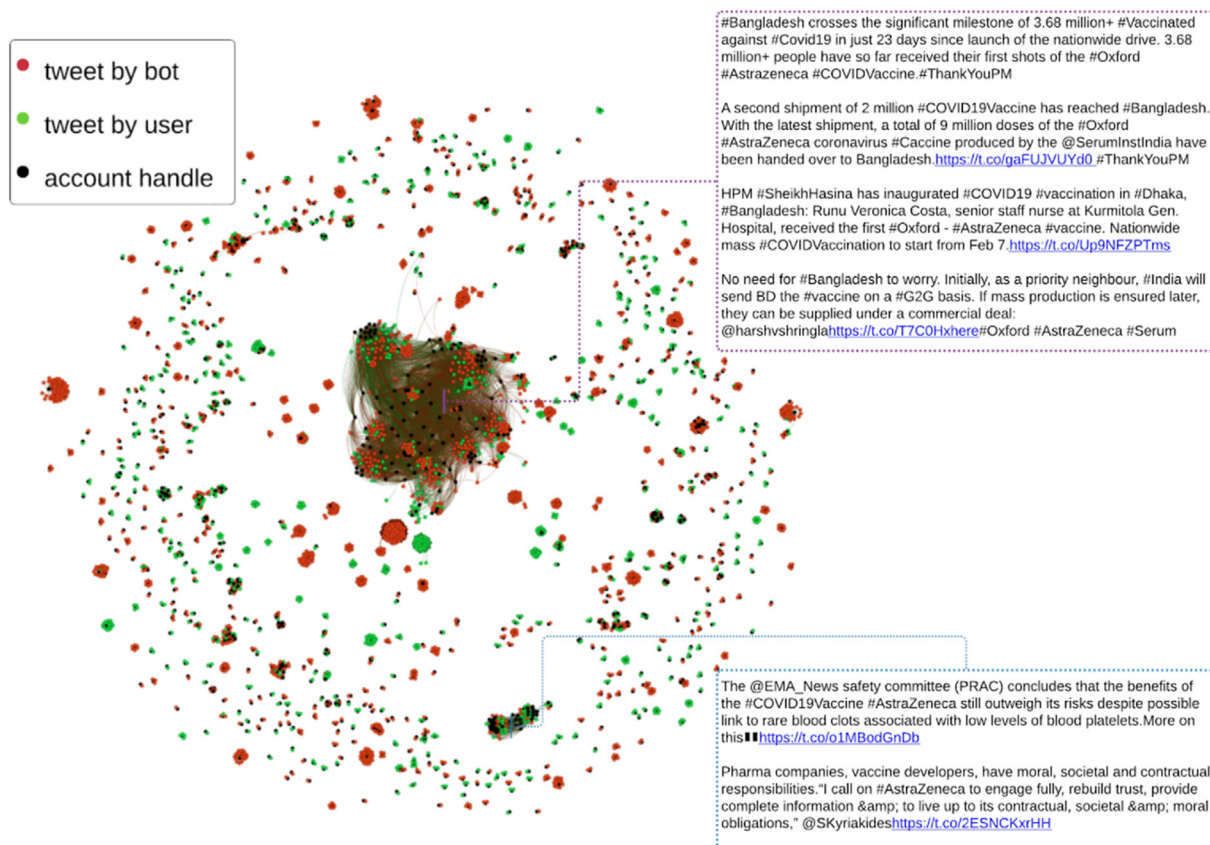 tweet by bot
tweet by user
account handle
#Bangladesh crosses the significant milestone of 3.68 million+ #Vaccinated
against #Covid19 in just 23 days since launch of the nationwide drive. 3.68
million+ people have so far received their first shots of the #Oxford
#Astrazeneca #COVIDVaccine.#ThankYouPM
A second shipment of 2 million #COVID19Vaccine has reached #Bangladesh.
With the latest shipment, a total of 9 million doses of the #Oxford
#AstraZeneca coronavirus #Caccine produced by the @SerumInstIndia have
been handed over to Bangladesh.https://t.co/gaFUJVUYd0 #ThankYouPM
HPM #SheikhHasina has inaugurated #COVID19 #vaccination in #Dhaka,
#Bangladesh: Runu Veronica Costa, senior staff nurse at Kurmitola Gen.
Hospital, received the first #Oxford - #AstraZeneca #vaccine. Nationwide
mass #COVIDVaccination to start from Feb 7.https://t.co/Up9NFZPTms
No need for #Bangladesh to worry. Initially, as a priority neighbour, #India will
send BD the #vaccine on a #G2G basis. If mass production is ensured later,
they can be supplied under a commercial deal:
@harshvshringlahttps://t.co/T7C0Hxhere#Oxford #AstraZeneca #Serum
The @EMA_News safety committee (PRAC) concludes that the benefits of
the #COVID19Vaccine #AstraZeneca still outweigh its risks despite possible
link to rare blood clots associated with low levels of blood platelets.More on
this▮▮https://t.co/o1MBodGnDb
Pharma companies, vaccine developers, have moral, societal and contractual
responsibilities.“I call on #AstraZeneca to engage fully, rebuild trust, provide
complete information &amp; to live up to its contractual, societal &amp; moral
obligations,” @SKyriakideshttps://t.co/2ESNCKxrHH